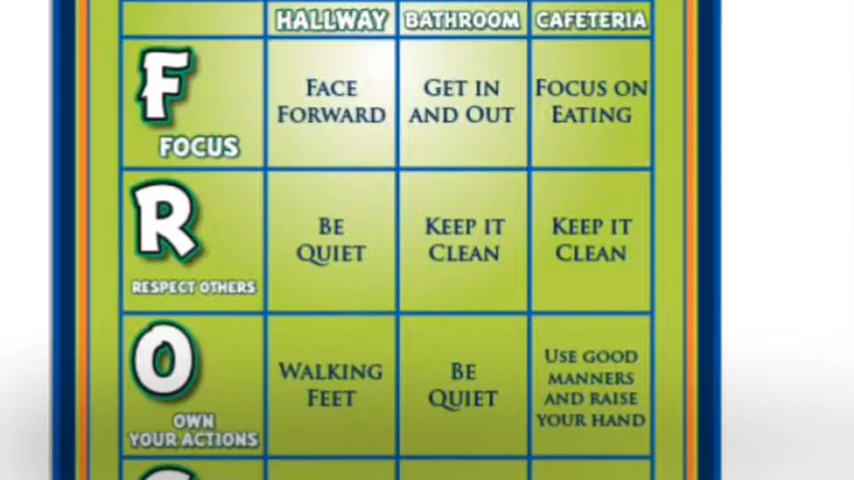 HALLWAY BATHROOM CAFETERIA
F
FOCUS
FACE
FORWARD
GET IN
AND OUT
FOCUS ON
EATING
R
RESPECT OTHERS
BE
QUIET
KEEP IT
CLEAN
KEEP IT
CLEAN
O
OWN
YOUR ACTIONS
WALKING
FEET
BE
QUIET
USE GOOD
MANNERS
AND RAISE
YOUR HAND